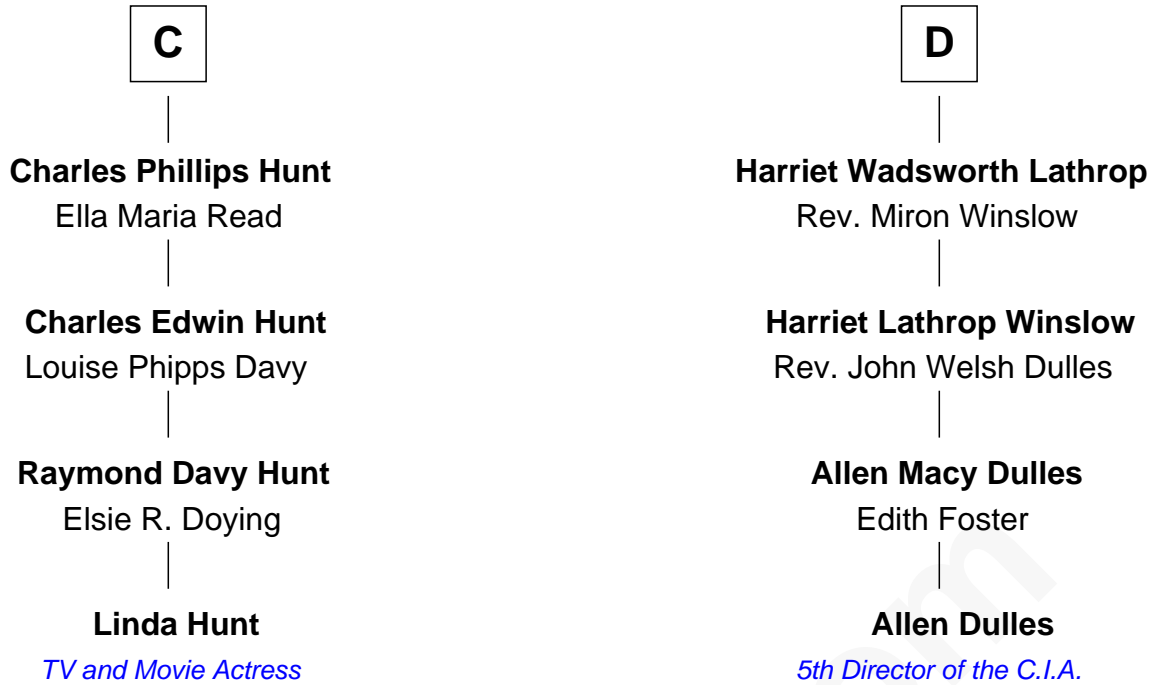 C
Charles Phillips Hunt
Ella Maria Read
Charles Edwin Hunt
Louise Phipps Davy
Raymond Davy Hunt
Elsie R. Doying
Linda Hunt
TV and Movie Actress
D
Harriet Wadsworth Lathrop
Rev. Miron Winslow
Harriet Lathrop Winslow
Rev. John Welsh Dulles
Allen Macy Dulles
Edith Foster
Allen Dulles
5th Director of the C.I.A.